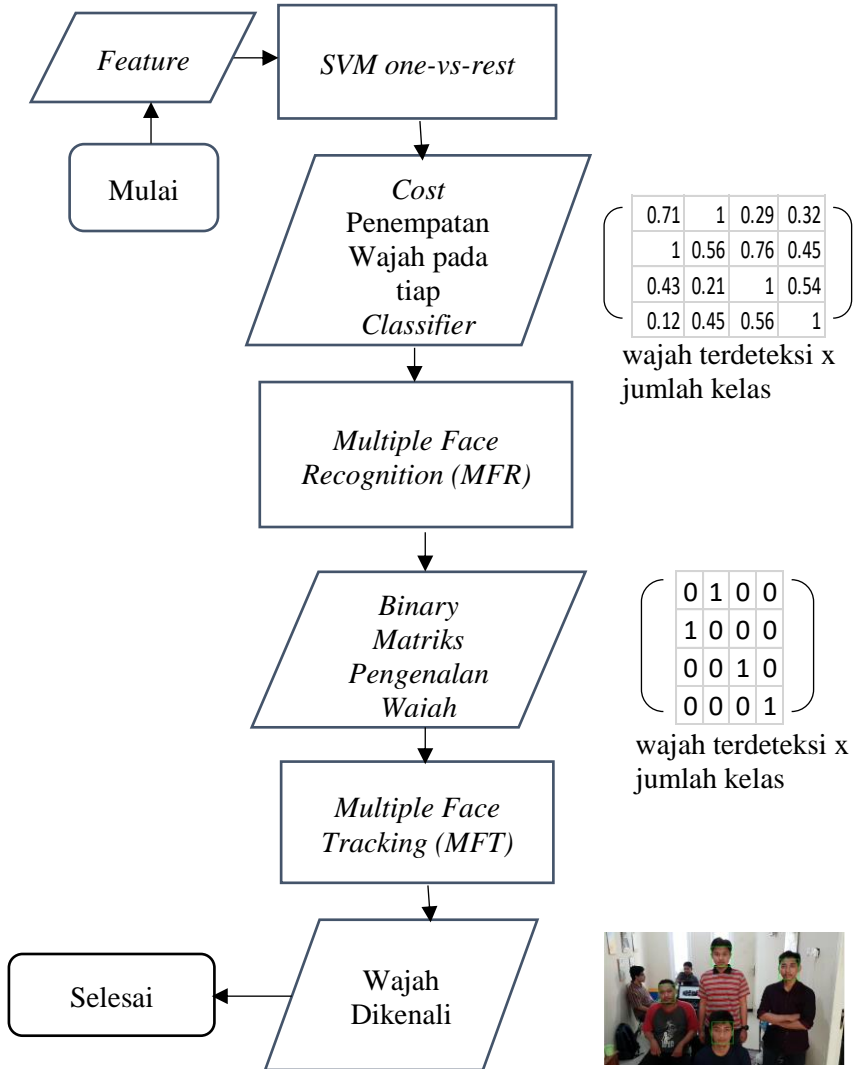 Feature
SVM one-vs-rest
Mulai
Cost
Penempatan
Wajah pada
tiap
Classifier
0.71 1 0.29 0.32
1 0.56 0.76 0.45
0.43 0.21 1 0.54
0.12 0.45 0.56 1
wajah terdeteksi x
jumlah kelas
Multiple Face
Recognition (MFR)
Binary
Matriks
Pengenalan
Waiah
0 1 0 0
1 0 0 0
0 0 1 0
0 0 0 1
wajah terdeteksi x
jumlah kelas
Multiple Face
Tracking (MFT)
Wajah
Dikenali
Selesai